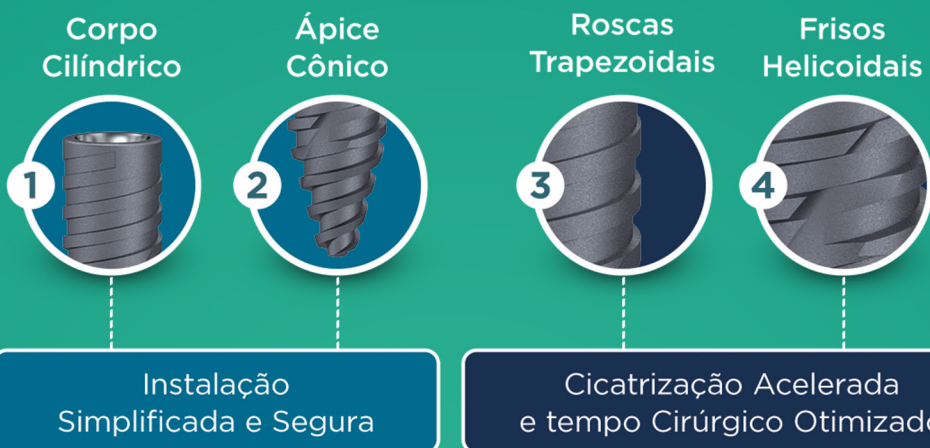 Corpo
Cilíndrico
Ápice
Cônico
Roscas
Trapezoidais
Frisos
Helicoidais
1
2
3
4
Instalação
Simplificada e Segura
Cicatrização Acelerada
e tempo Cirúrgico Otimizado